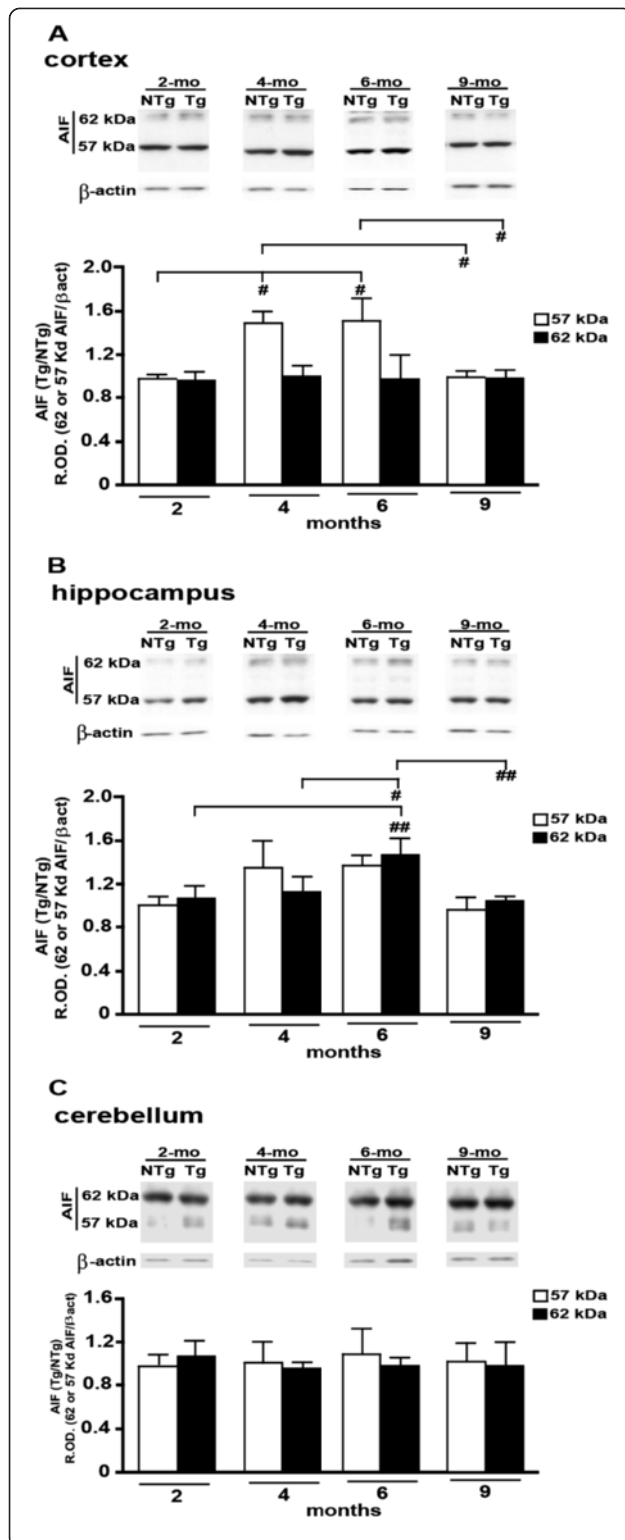 A
cortex
2-mo 4-mo 6-mo 9-mo
NTg Tg NTg Tg NTg Tg NTg Tg
AIF
62 kDa
57 kDa
β-actin
#
#
# #
AIF (Tg/NTg)
R.OD. (62 or 57 Kd AIF/βact)
2.0
1.6
1.2
0.8
0.4
0
57 kDa
62 kDa
2 4 6 9
months
B
hippocampus
2-mo 4-mo 6-mo 9-mo
NTg Tg NTg Tg NTg Tg NTg Tg
AIF
62 kDa
57 kDa
β-actin
##
#
##
AIF (Tg/NTg)
R.OD. (62 or 57 Kd AIF/βact)
2.0
1.6
1.2
0.8
0.4
0
57 kDa
62 kDa
2 4 6 9
months
C
cerebellum
2-mo 4-mo 6-mo 9-mo
NTg Tg NTg Tg NTg Tg NTg Tg
AIF
62 kDa
57 kDa
β-actin
AIF (Tg/NTg)
R.OD. (62 or 57 Kd AIF/βact)
1.6
1.2
0.8
0.4
0
57 kDa
62 kDa
2 4 6 9
months